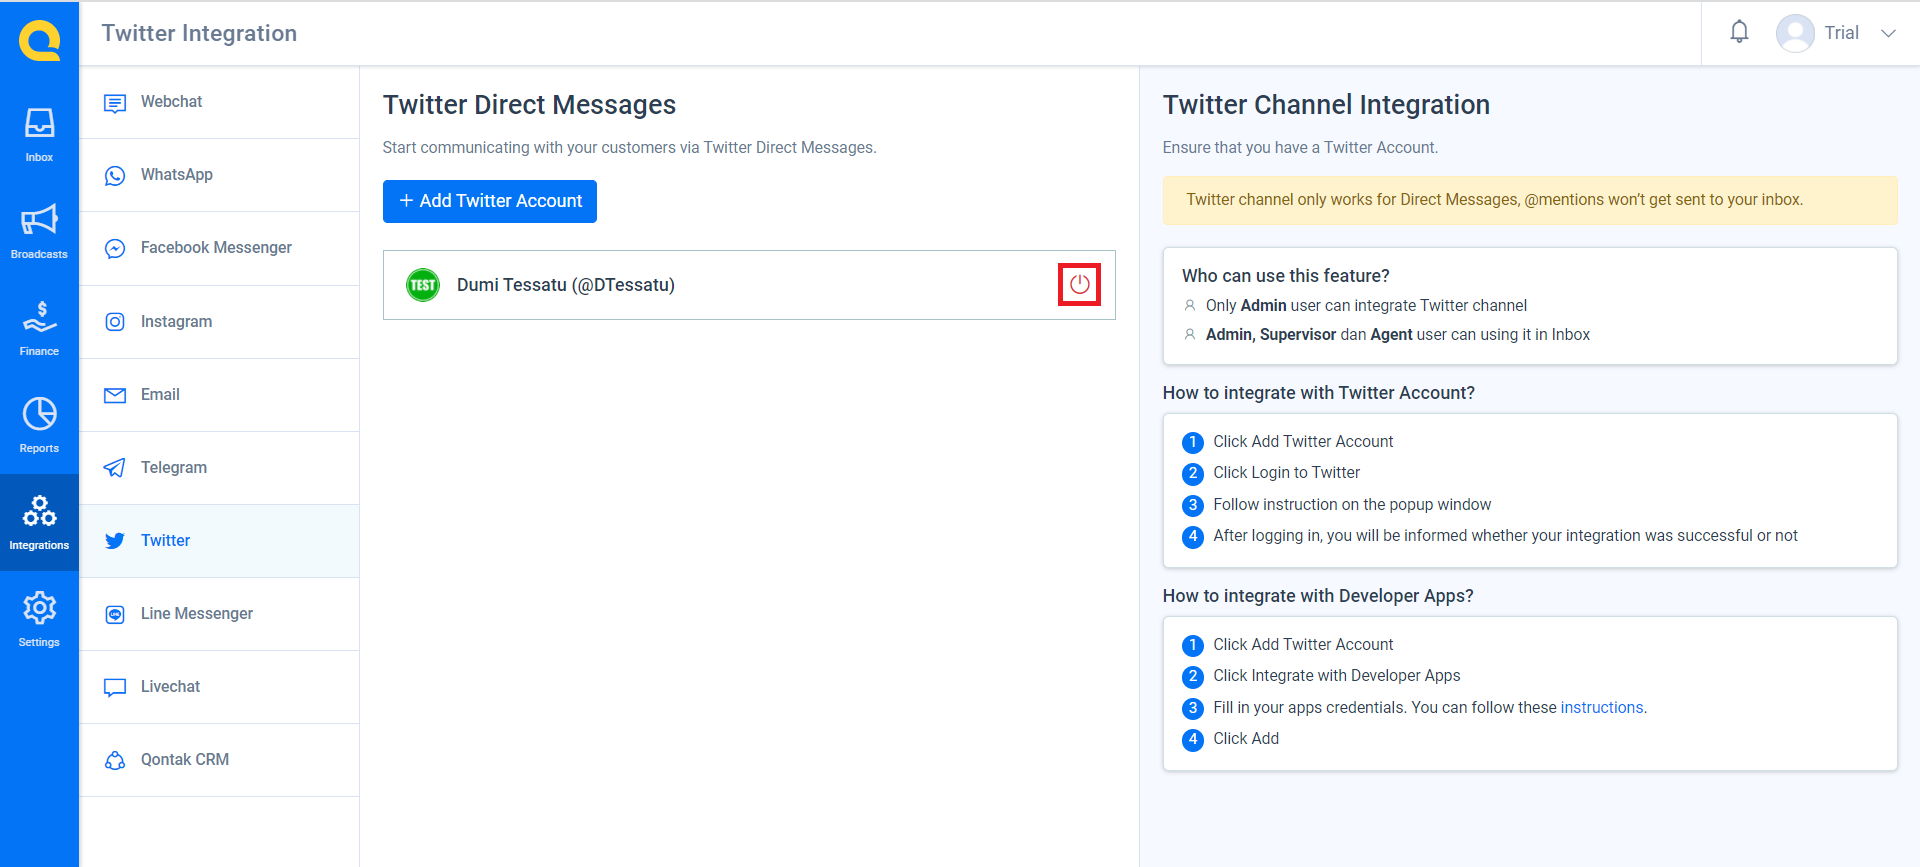 Twitter Integration
Trial
Inbox
Broadcasts
Finance
Reports
Integrations
Settings
Webchat
WhatsApp
Facebook Messenger
Instagram
Email
Telegram
Twitter
Line Messenger
Livechat
Qontak CRM
Twitter Direct Messages
Start communicating with your customers via Twitter Direct Messages.
+ Add Twitter Account
TEST
Dumi Tessatu (@DTessatu)
Twitter Channel Integration
Ensure that you have a Twitter Account.
Twitter channel only works for Direct Messages, @mentions won’t get sent to your inbox.
Who can use this feature?
Only Admin user can integrate Twitter channel
Admin, Supervisor dan Agent user can using it in Inbox
How to integrate with Twitter Account?
1 Click Add Twitter Account
2 Click Login to Twitter
3 Follow instruction on the popup window
4 After logging in, you will be informed whether your integration was successful or not
How to integrate with Developer Apps?
1 Click Add Twitter Account
2 Click Integrate with Developer Apps
3 Fill in your apps credentials. You can follow these instructions.
4 Click Add